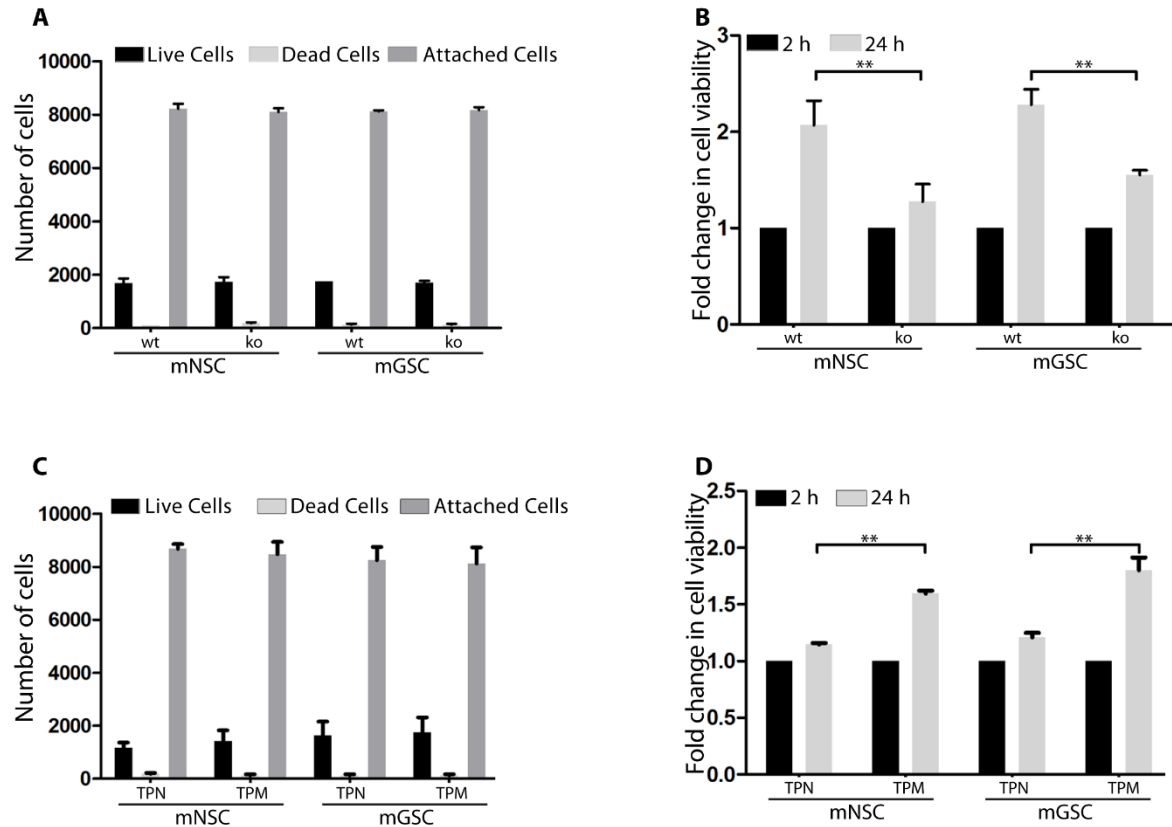 A
Live Cells Dead Cells Attached Cells
Number of cells
10000
8000
6000
4000
2000
0
wt ko wt ko
mNSC mGSC
B
2 h 24 h
Fold change in cell viability
3
2
1
0
** **
wt ko wt ko
mNSC mGSC
C
Live Cells Dead Cells Attached Cells
Number of cells
10000
8000
6000
4000
2000
0
TPN TPM TPN TPM
mNSC mGSC
D
2 h 24 h
Fold change in cell viability
2.5
2.0
1.5
1.0
0.5
0.0
** **
TPN TPM TPN TPM
mNSC mGSC